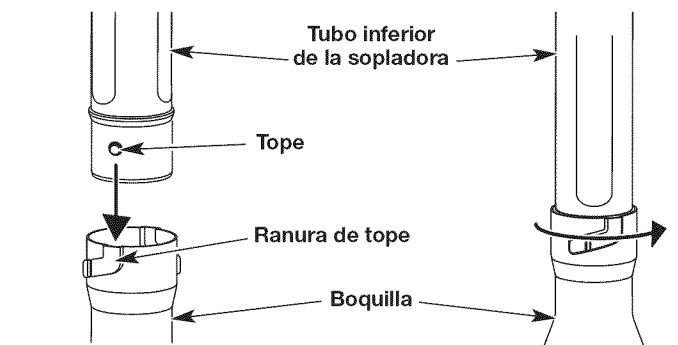 Tubo inferior
de la sopladora
Tope
Ranura de tope
Boquilla